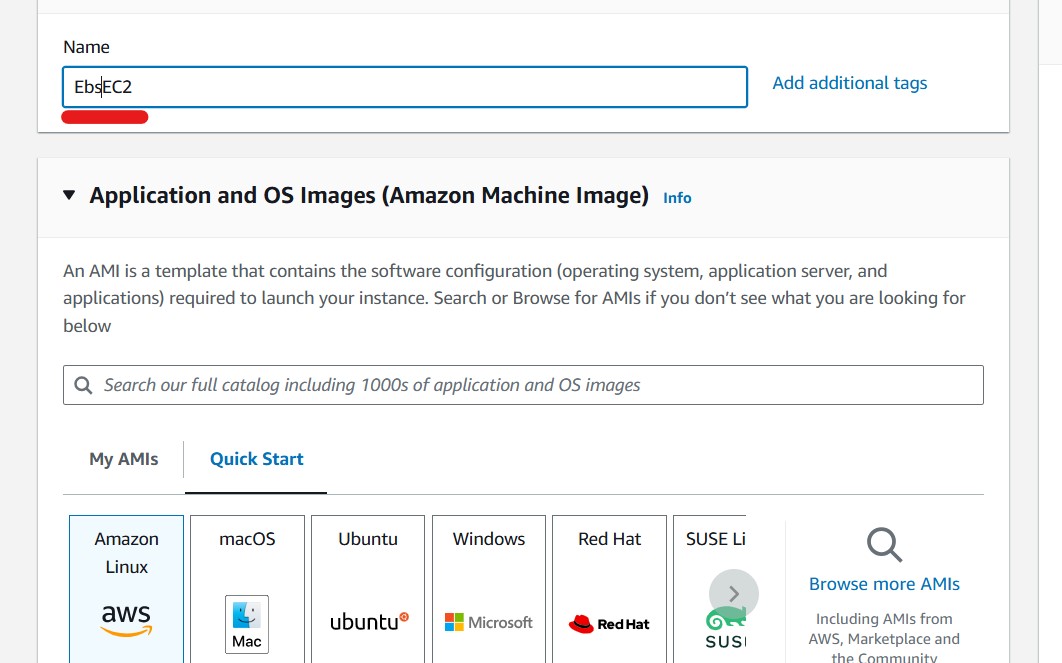 Name
EbsEC2
Add additional tags
Application and OS Images (Amazon Machine Image) Info
An AMI is a template that contains the software configuration (operating system, application server, and
applications) required to launch your instance. Search or Browse for AMIs if you don’t see what you are looking for
below
Search our full catalog including 1000s of application and OS images
My AMIs
Quick Start
Amazon
Linux
aws
macOS
Mac
Ubuntu
ubuntu
Windows
Microsoft
Red Hat
Red Hat
SUSE Li
SUS
Browse more AMIs
Including AMIs from
AWS, Marketplace and
the Community